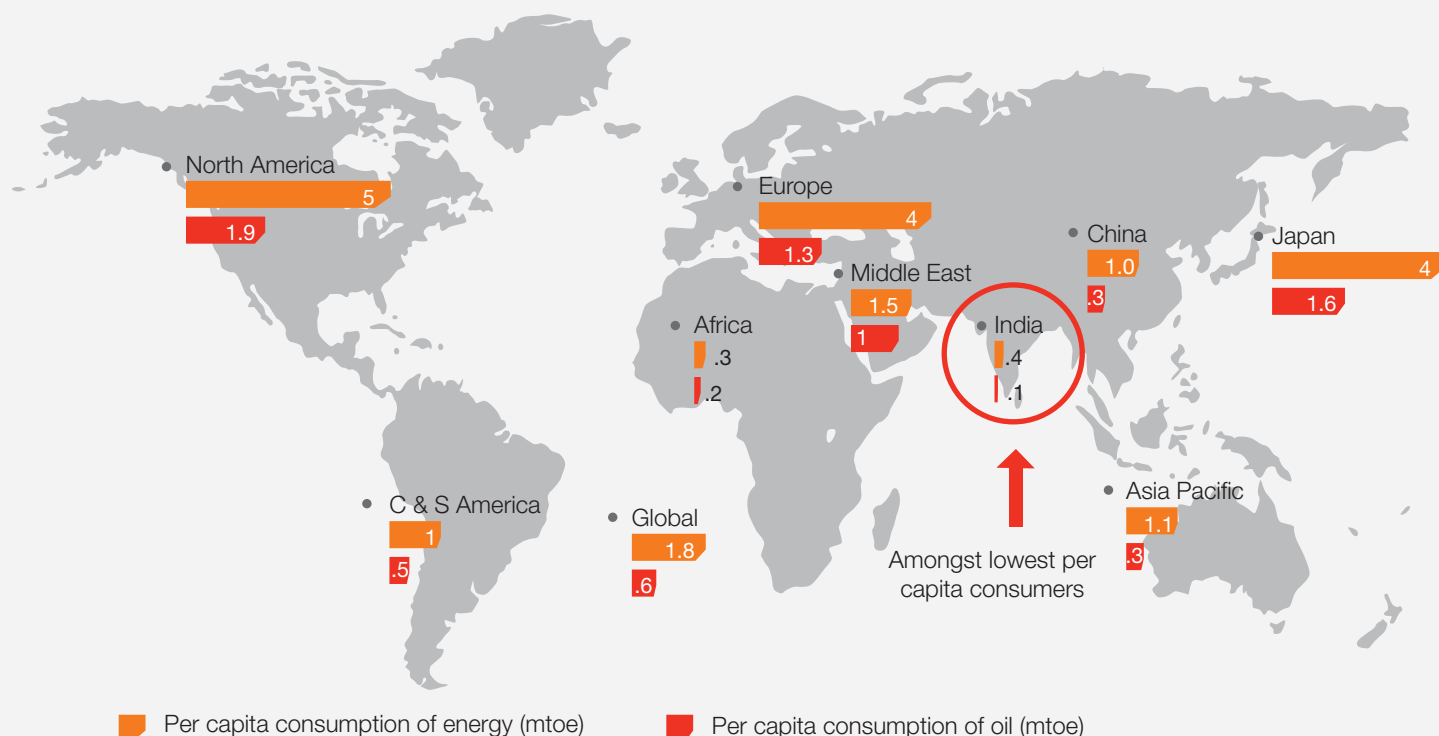 North America
5
1.9
Europe
4
1.3
China
1.0
.3
Japan
4
1.6
Middle East
1.5
1
Africa
.3
.2
India
.4
.1
C & S America
1
.5
Global
1.8
.6
Asia Pacific
1.1
.3
Amongst lowest per
capita consumers
Per capita consumption of energy (mtoe)
Per capita consumption of oil (mtoe)